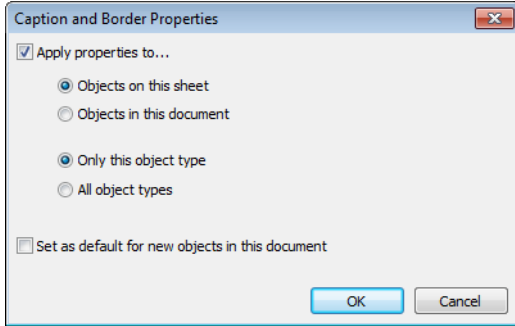 Caption and Border Properties
Apply properties to...
Objects on this sheet
Objects in this document
Only this object type
All object types
Set as default for new objects in this document
OK
Cancel